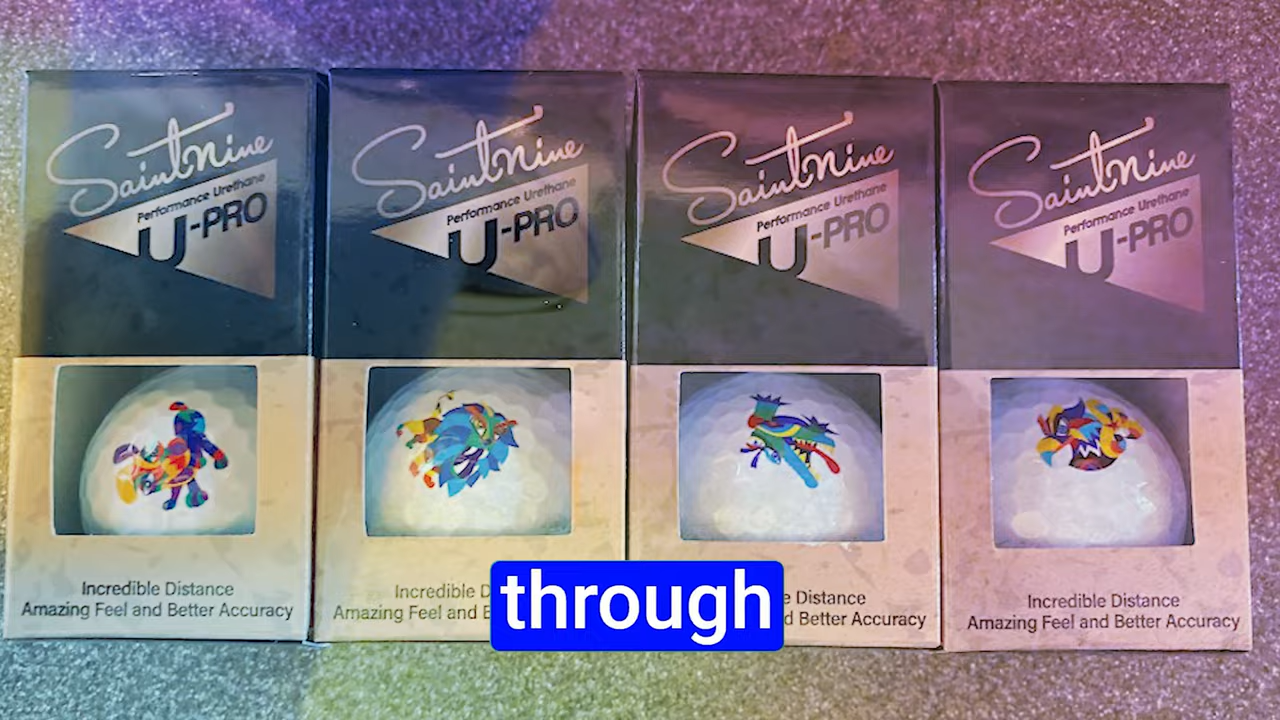 SaintNine
Performance Urethane
U-PRO
SaintNine
Performance Urethane
U-PRO
SaintNine
Performance Urethane
U-PRO
SaintNine
Performance Urethane
U-PRO
Incredible Distance
Amazing Feel and Better Accuracy
Incredible D
Amazing Feel and B
through
e Distance
d Better Accuracy
Incredible Distance
Amazing Feel and Better Accuracy